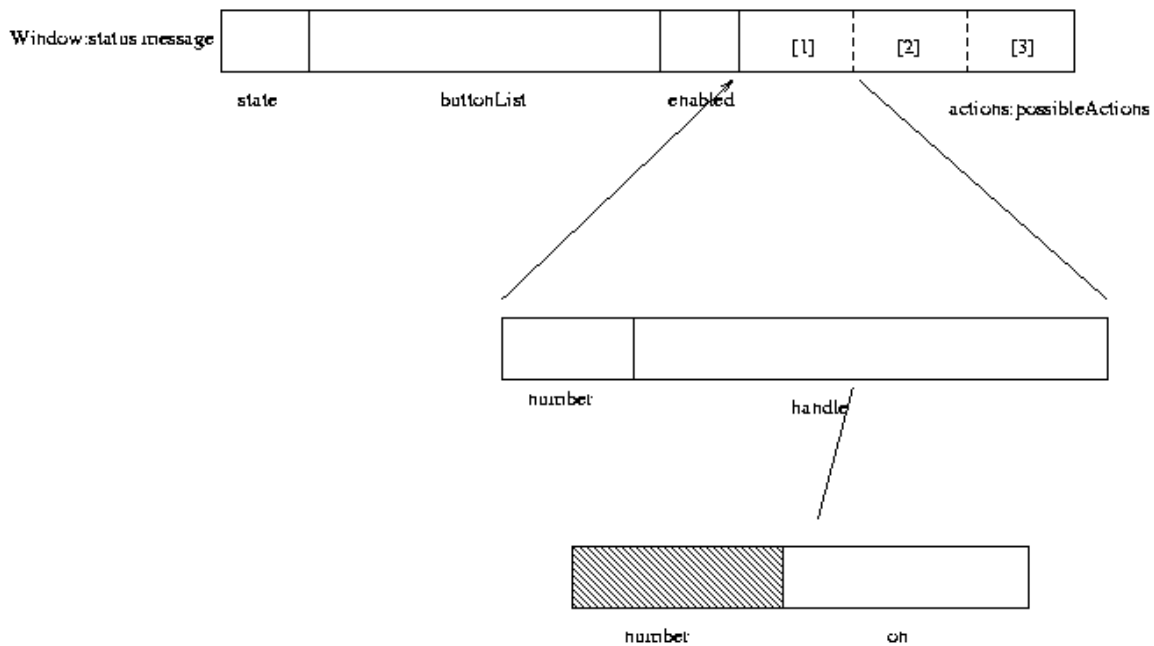 Window:status message
[1]
[2]
[3]
state
buttonList
enabled
actions:possibleActions
number
handle
number
on